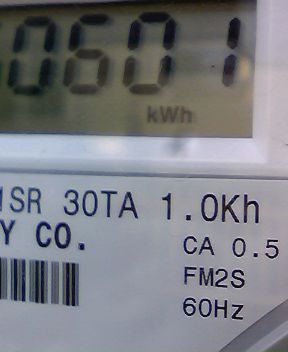 0601
kWh
1SR 30TA 1.0Kh
Y CO.
CA 0.5
FM2S
60Hz